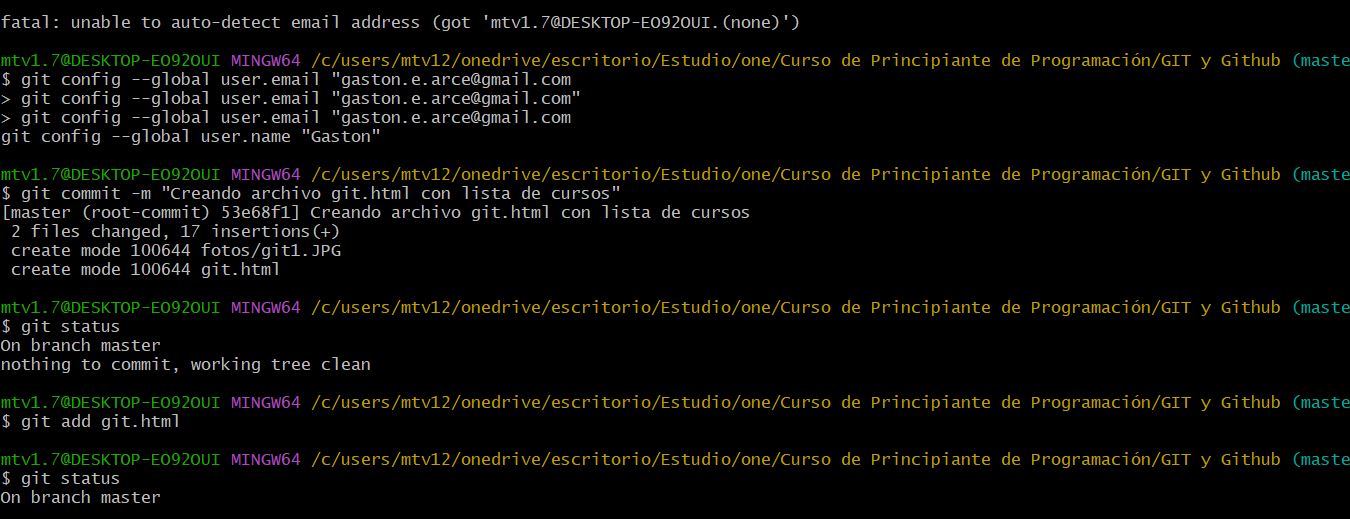 fatal: unable to auto-detect email address (got 'mtv1.7@DESKTOP-EO92OUI.(none)')
mtv1.7@DESKTOP-EO92OUI MINGW64 /c/users/mtv12/onedrive/escritorio/Estudio/one/Curso de Principiante de Programación/GIT y Github (maste
$ git config --global user.email "gaston.e.arce@gmail.com
> git config --global user.email "gaston.e.arce@gmail.com"
> git config --global user.email "gaston.e.arce@gmail.com
git config --global user.name "Gaston"
mtv1.7@DESKTOP-EO92OUI MINGW64 /c/users/mtv12/onedrive/escritorio/Estudio/one/Curso de Principiante de Programación/GIT y Github (maste
$ git commit -m "Creando archivo git.html con lista de cursos"
[master (root-commit) 53e68f1] Creando archivo git.html con lista de cursos
 2 files changed, 17 insertions(+)
 create mode 100644 fotos/git1.JPG
 create mode 100644 git.html
mtv1.7@DESKTOP-EO92OUI MINGW64 /c/users/mtv12/onedrive/escritorio/Estudio/one/Curso de Principiante de Programación/GIT y Github (maste
$ git status
On branch master
nothing to commit, working tree clean
mtv1.7@DESKTOP-EO92OUI MINGW64 /c/users/mtv12/onedrive/escritorio/Estudio/one/Curso de Principiante de Programación/GIT y Github (maste
$ git add git.html
mtv1.7@DESKTOP-EO92OUI MINGW64 /c/users/mtv12/onedrive/escritorio/Estudio/one/Curso de Principiante de Programación/GIT y Github (maste
$ git status
On branch master